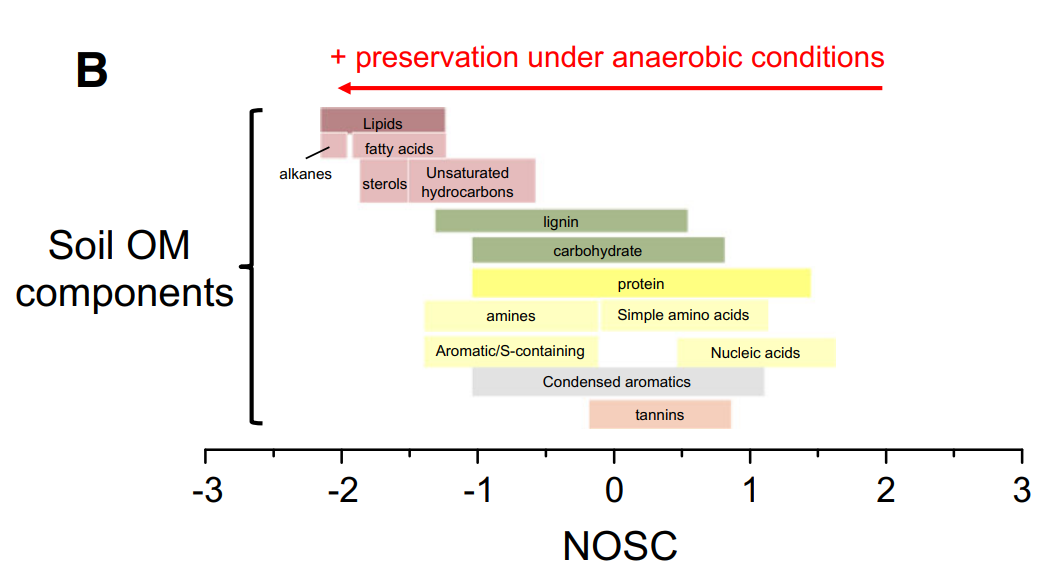 B
+ preservation under anaerobic conditions
Lipids
fatty acids
alkanes
sterols
Unsaturated
hydrocarbons
lignin
carbohydrate
protein
amines
Simple amino acids
Aromatic/S-containing
Nucleic acids
Condensed aromatics
tannins
Soil OM
components
-3 -2 -1 0 1 2 3
NOSC